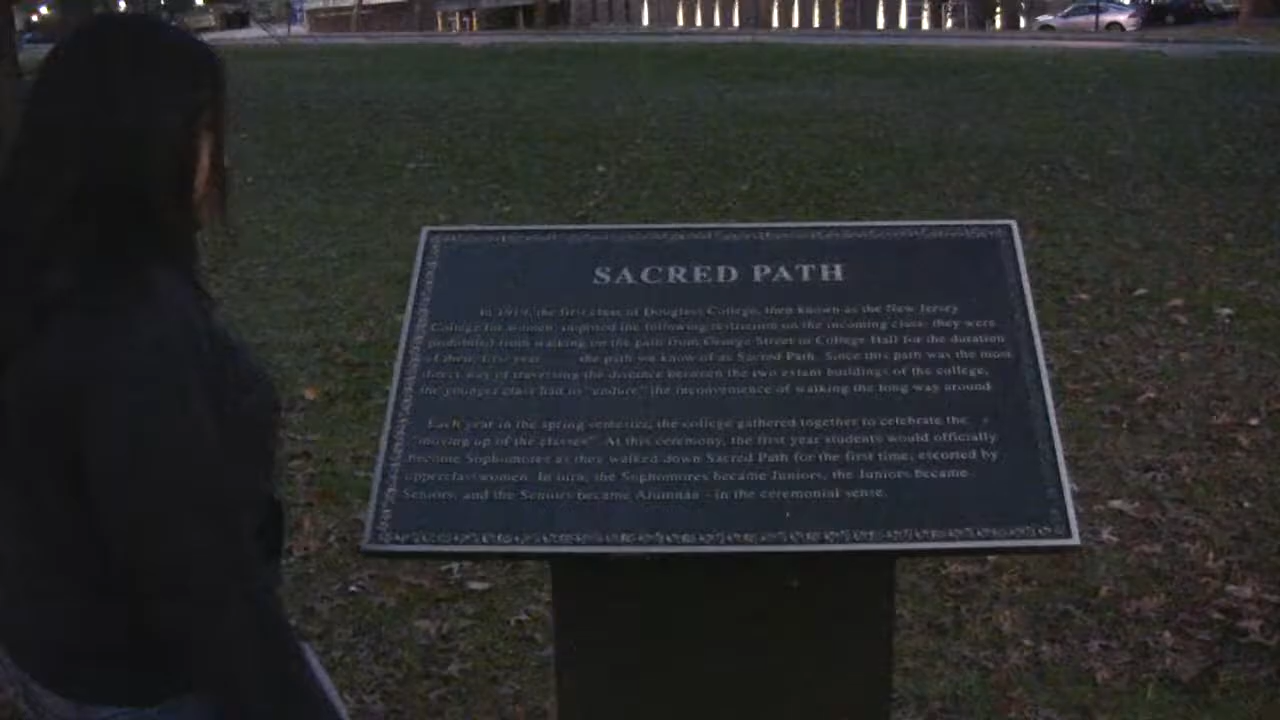 SACRED PATH
In 1919, the first class of Douglass College, then known as the New Jersey
College for women, imposed the following restriction on the incoming class: they were
prohibited from walking on the path from George Street to College Hall for the duration
of their first year the path we know of as Sacred Path. Since this path was the most
direct way of traversing the distance between the two extant buildings of the college,
the younger class had to "endure" the inconvenience of walking the long way around.
Each year in the spring semester, the college gathered together to celebrate the
"moving up of the classes". At this ceremony, the first year students would officially
become Sophomores as they walked down Sacred Path for the first time, escorted by
upperclasswomen. In turn, the Sophomores became Juniors, the Juniors became
Seniors, and the Seniors became Alumnae - in the ceremonial sense.